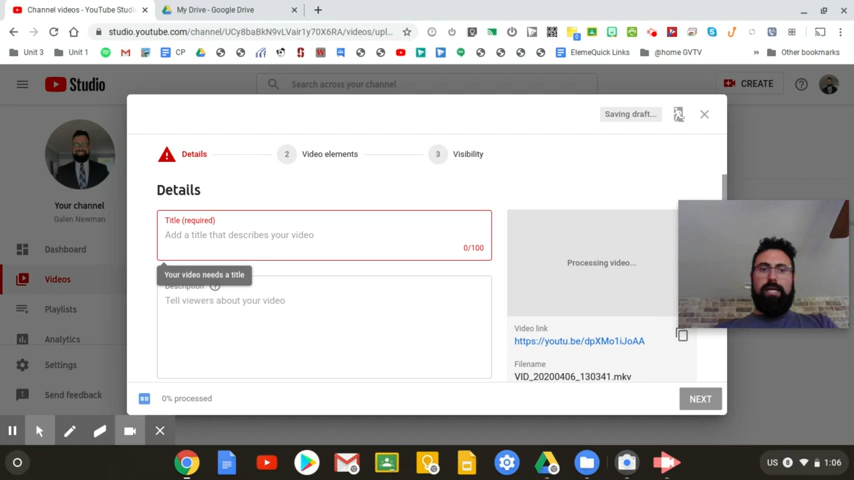 Channel videos - YouTube Studi
My Drive - Google Drive
studio.youtube.com/channel/UCy8baBkN9vLVair1y70X6RA/videos/upl...
Unit 3
Unit 1
CP
ElemeQuick Links
@home GVTV
»
Other bookmarks
Studio
Search across your channel
CREATE
Saving draft...
Details
2
Video elements
3
Visibility
Details
Title (required)
Add a title that describes your video
0/100
Your video needs a title
Description
Tell viewers about your video
Processing video...
Video link
https://youtu.be/dpXMo1iJoAA
Filename
VID_20200406_130341.mkv
0% processed
NEXT
Your channel
Galen Newman
Dashboard
Videos
Playlists
Analytics
Settings
Send feedback
US
8
1:06